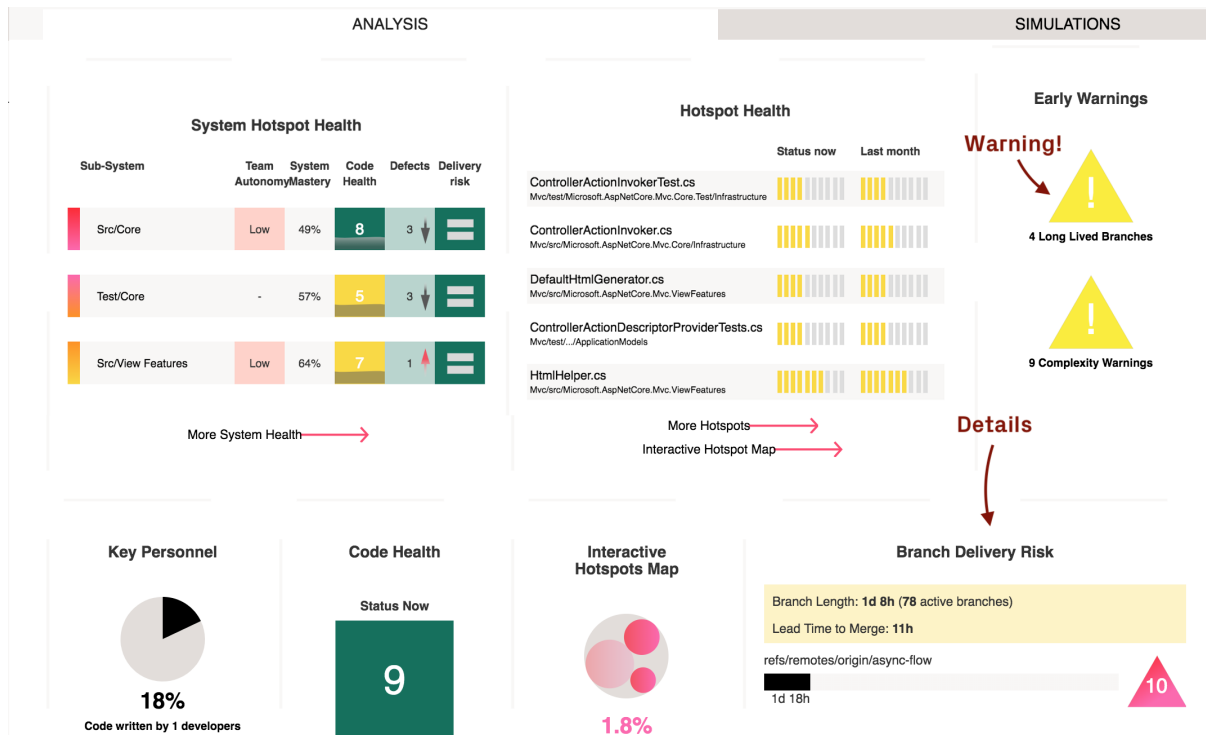 ANALYSIS
SIMULATIONS
System Hotspot Health
Sub-System
Team Autonomy
System Mastery
Code Health
Defects
Delivery risk
Src/Core
Low
49%
8
3
Test/Core
-
57%
5
3
Src/View Features
Low
64%
7
1
More System Health
Hotspot Health
Status now
Last month
ControllerActionInvokerTest.cs
Mvc/test/Microsoft.AspNetCore.Mvc.Core.Test/Infrastructure
ControllerActionInvoker.cs
Mvc/src/Microsoft.AspNetCore.Mvc.Core/Infrastructure
DefaultHtmlGenerator.cs
Mvc/src/Microsoft.AspNetCore.Mvc.ViewFeatures
ControllerActionDescriptorProviderTests.cs
Mvc/test/.../ApplicationModels
HtmlHelper.cs
Mvc/src/Microsoft.AspNetCore.Mvc.ViewFeatures
More Hotspots
Interactive Hotspot Map
Early Warnings
Warning!
!
4 Long Lived Branches
!
9 Complexity Warnings
Details
Key Personnel
18%
Code written by 1 developers
Code Health
Status Now
9
Interactive
Hotspots Map
1.8%
Branch Delivery Risk
Branch Length: 1d 8h (78 active branches)
Lead Time to Merge: 11h
refs/remotes/origin/async-flow
1d 18h
10